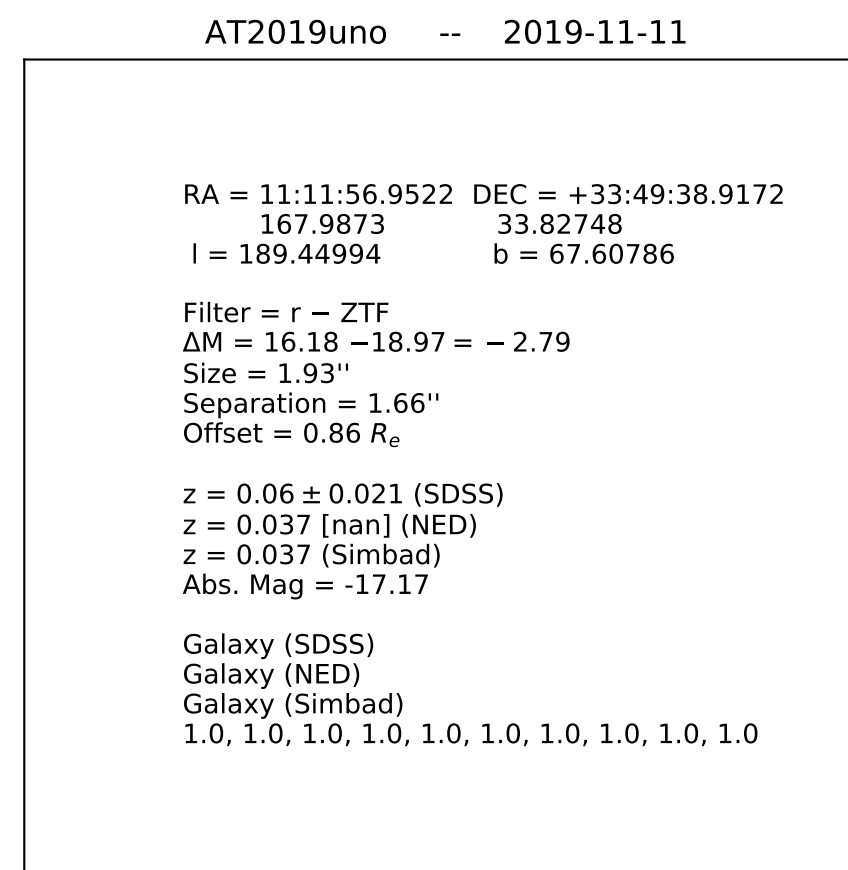 AT2019uno -- 2019-11-11
RA = 11:11:56.9522 DEC = +33:49:38.9172
167.9873 33.82748
l = 189.44994 b = 67.60786
Filter = r − ZTF
ΔM = 16.18 −18.97 = − 2.79
Size = 1.93''
Separation = 1.66''
Offset = 0.86 Rₑ
z = 0.06 ± 0.021 (SDSS)
z = 0.037 [nan] (NED)
z = 0.037 (Simbad)
Abs. Mag = -17.17
Galaxy (SDSS)
Galaxy (NED)
Galaxy (Simbad)
1.0, 1.0, 1.0, 1.0, 1.0, 1.0, 1.0, 1.0, 1.0, 1.0